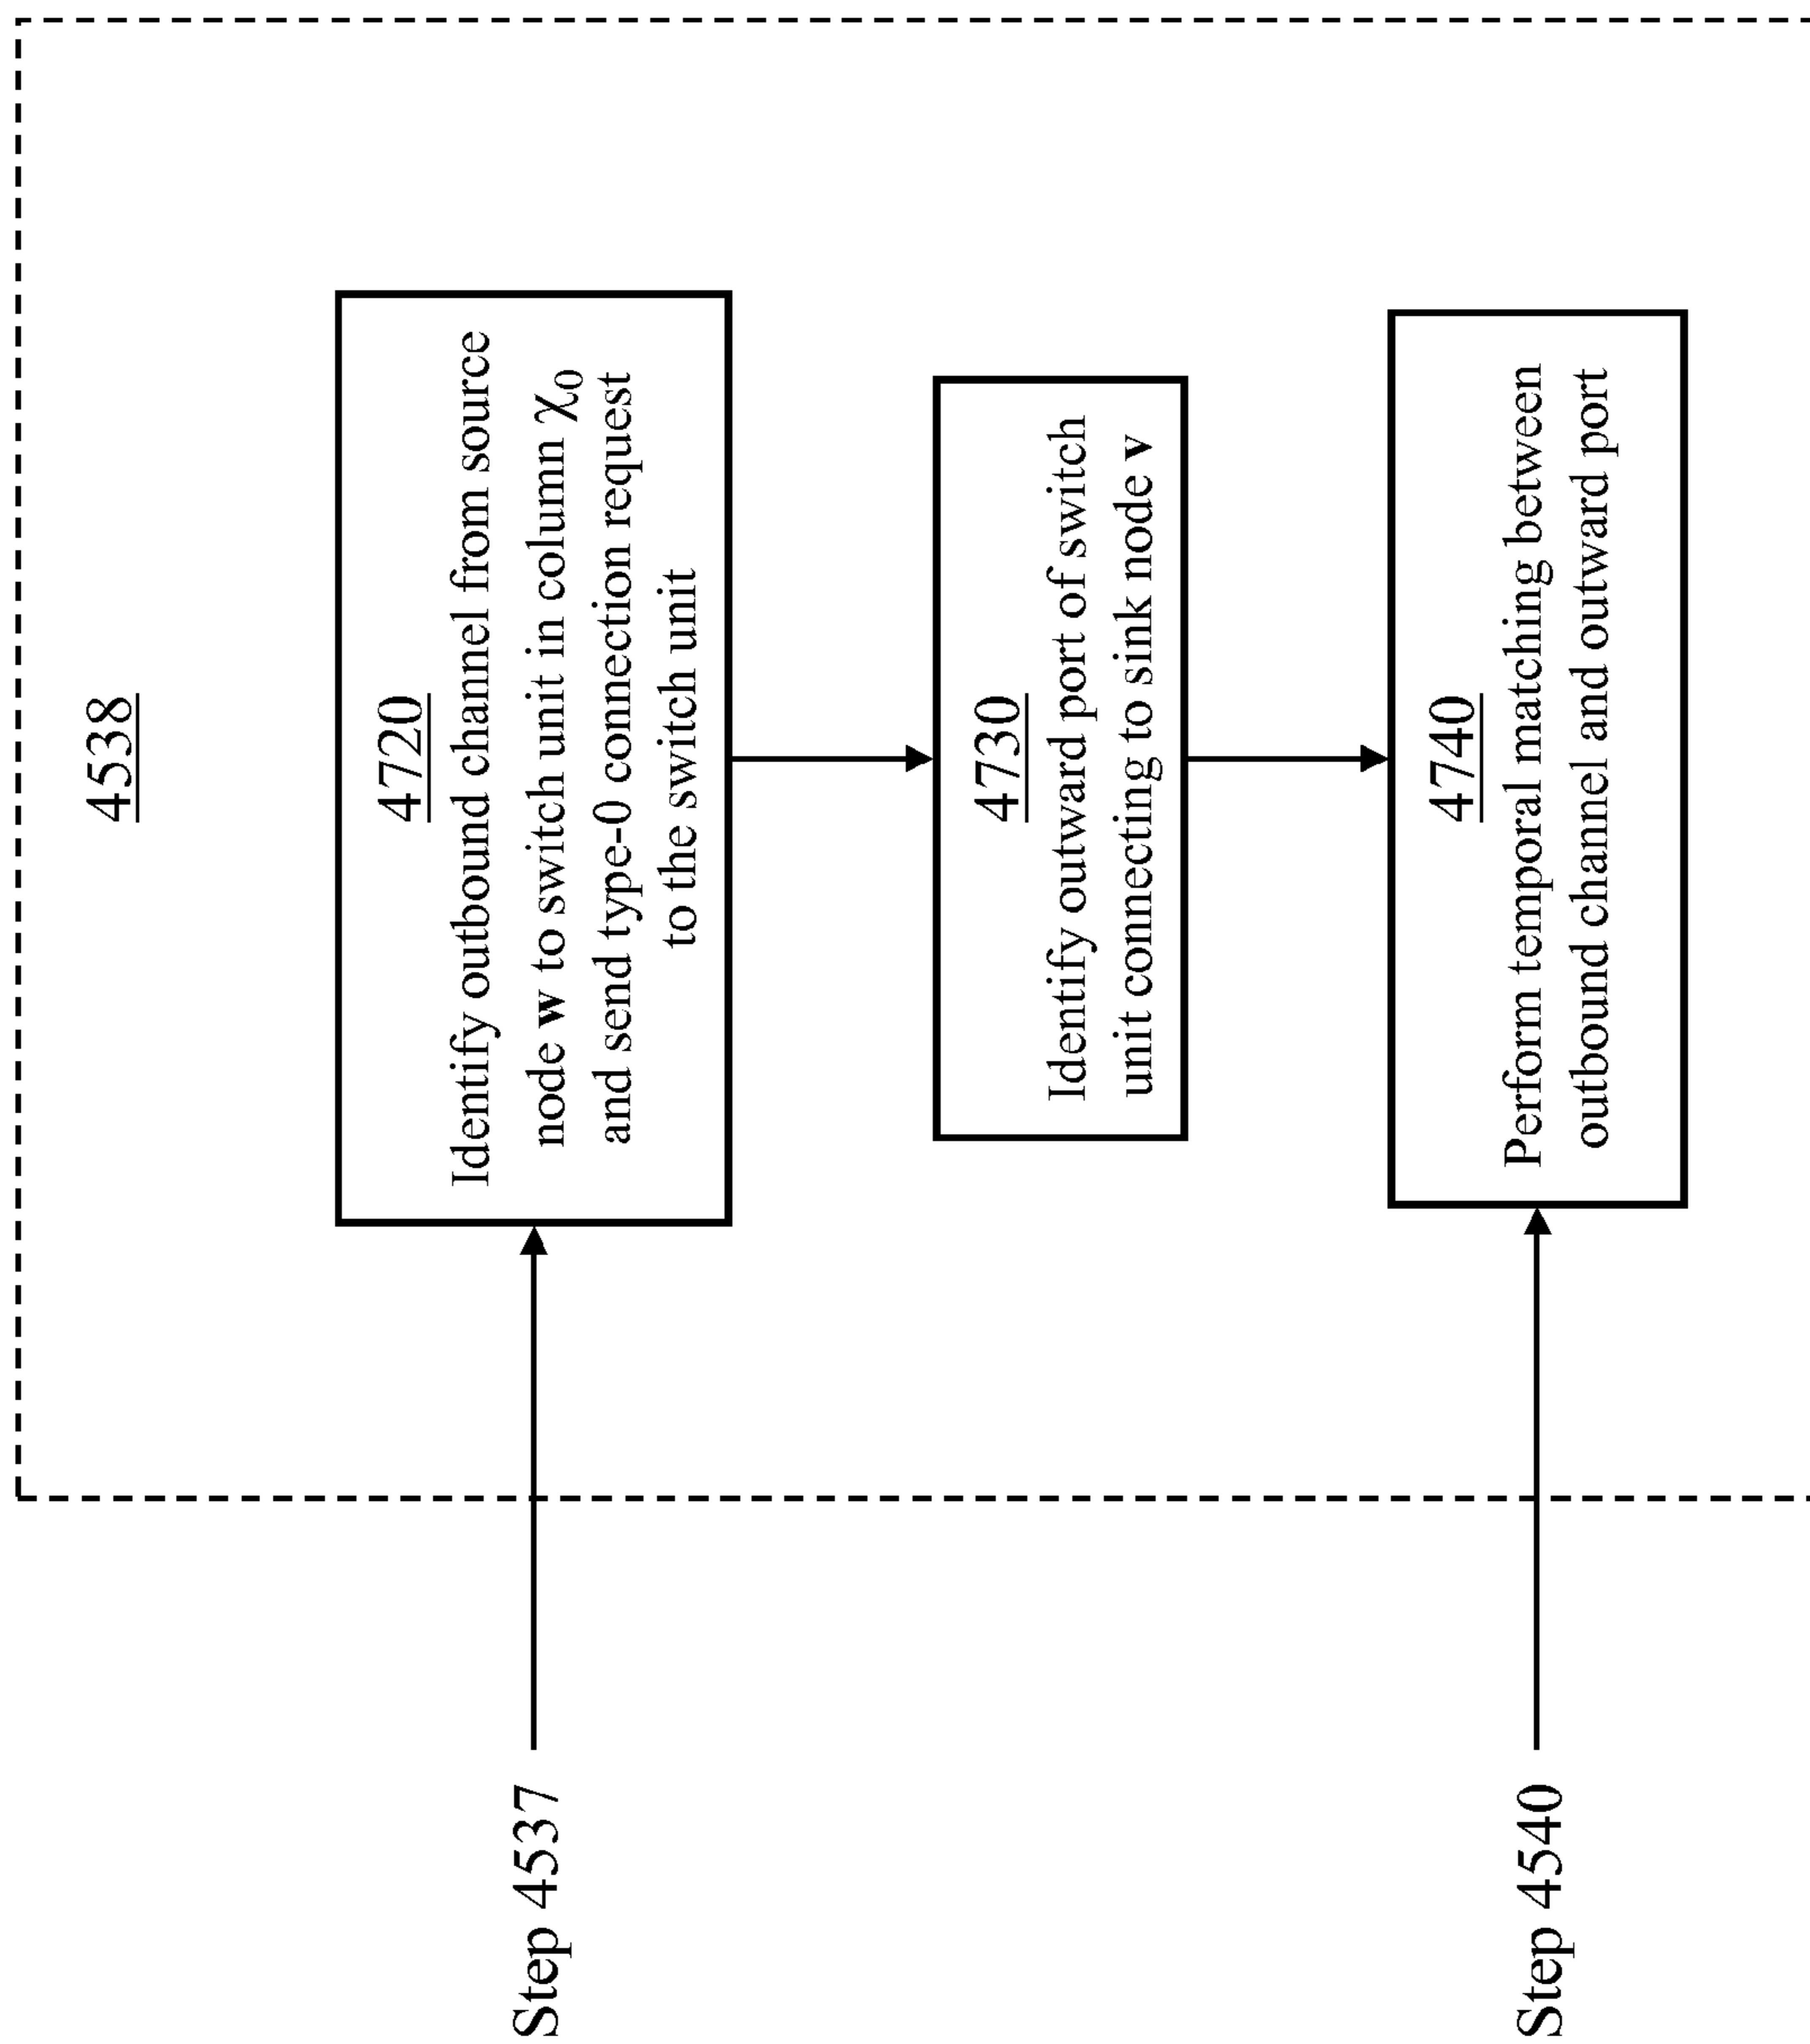 4538
Step 4537
4720
Identify outbound channel from source
node w to switch unit in column χ0
and send type-0 connection request
to the switch unit
4730
Identify outward port of switch
unit connecting to sink node v
Step 4540
4740
Perform temporal matching between
outbound channel and outward port